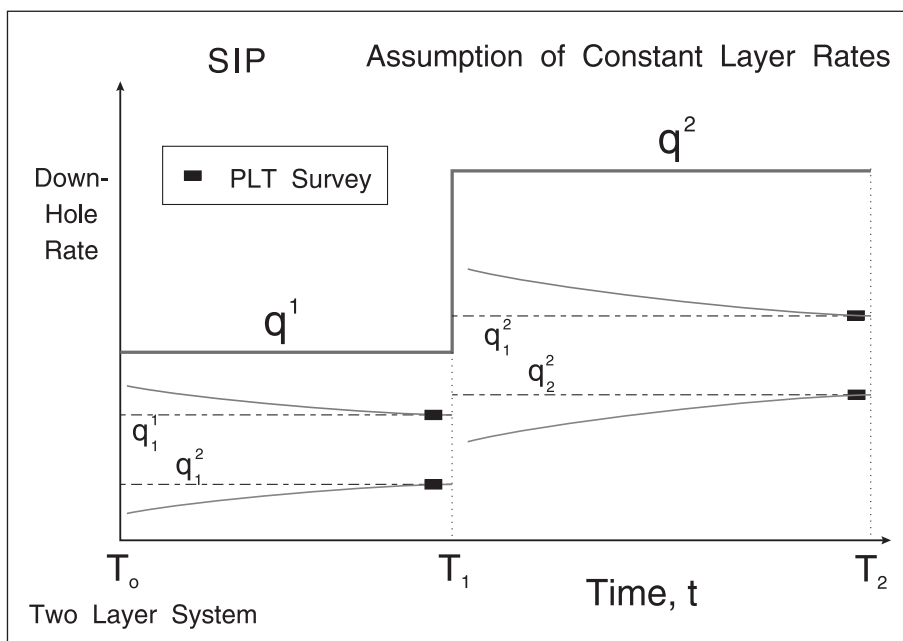 SIP
Assumption of Constant Layer Rates
Down-
Hole
Rate
PLT Survey
q²
q¹
q₁²
q₂²
q₁¹
q₁²
T₀
T₁
T₂
Time, t
Two Layer System